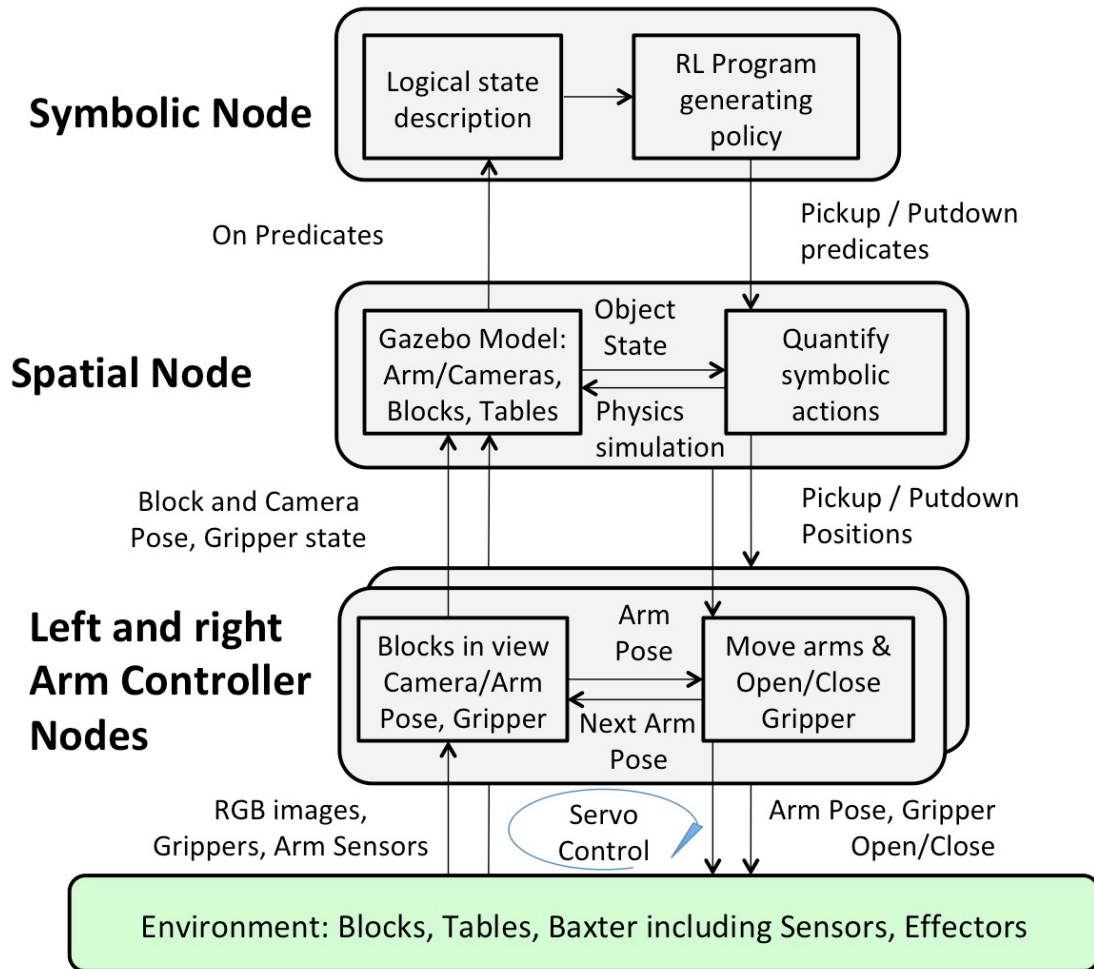 Symbolic Node
Logical state
description
RL Program
generating
policy
On Predicates
Pickup / Putdown
predicates
Spatial Node
Gazebo Model:
Arm/Cameras,
Blocks, Tables
Object
State
Physics
simulation
Quantify
symbolic
actions
Block and Camera
Pose, Gripper state
Pickup / Putdown
Positions
Left and right
Arm Controller
Nodes
Blocks in view
Camera/Arm
Pose, Gripper
Arm
Pose
Next Arm
Pose
Move arms &
Open/Close
Gripper
RGB images,
Grippers, Arm Sensors
Servo
Control
Arm Pose, Gripper
Open/Close
Environment: Blocks, Tables, Baxter including Sensors, Effectors